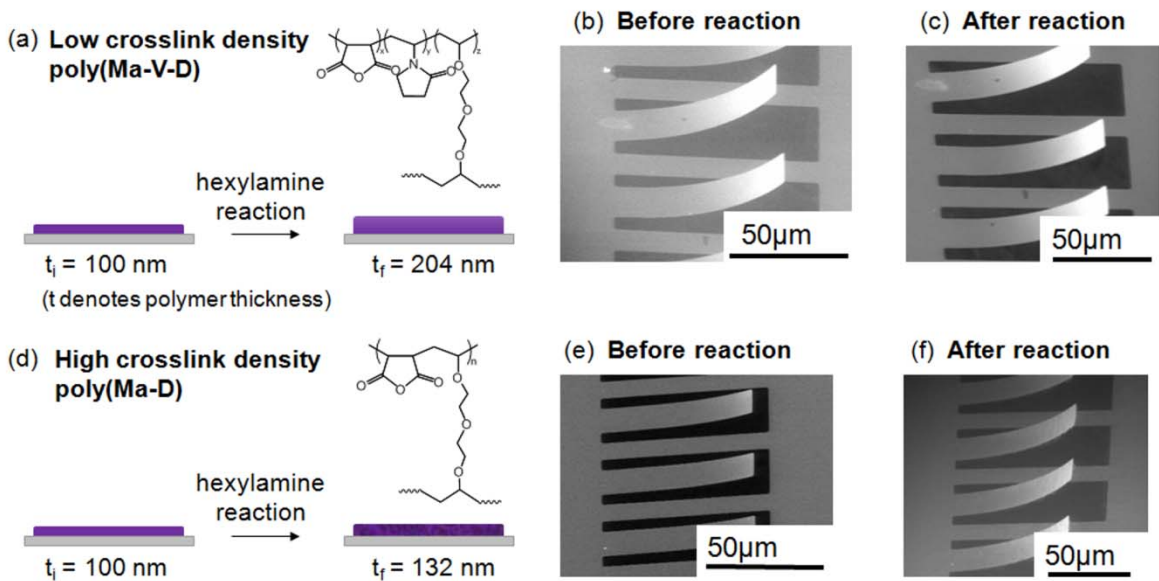 (a) Low crosslink density
poly(Ma-V-D)
x y z
O O O N O O
O
O
O
hexylamine
reaction
tᵢ = 100 nm
t_f = 204 nm
(t denotes polymer thickness)
(b) Before reaction
50μm
(c) After reaction
50μm
(d) High crosslink density
poly(Ma-D)
n
O O O O
O
O
O
hexylamine
reaction
tᵢ = 100 nm
t_f = 132 nm
(e) Before reaction
50μm
(f) After reaction
50μm